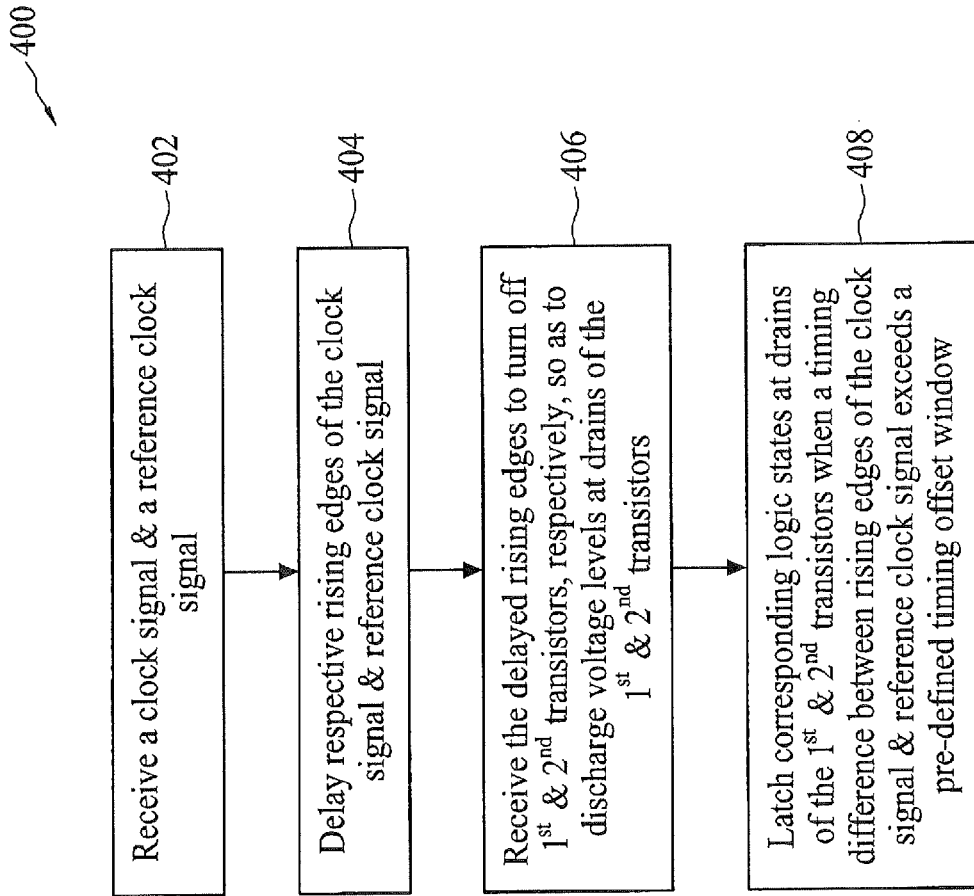 400
Receive a clock signal & a reference clock
signal
402
Delay respective rising edges of the clock
signal & reference clock signal
404
Receive the delayed rising edges to turn off
1st & 2nd transistors, respectively, so as to
discharge voltage levels at drains of the
1st & 2nd transistors
406
Latch corresponding logic states at drains
of the 1st & 2nd transistors when a timing
difference between rising edges of the clock
signal & reference clock signal exceeds a
pre-defined timing offset window
408